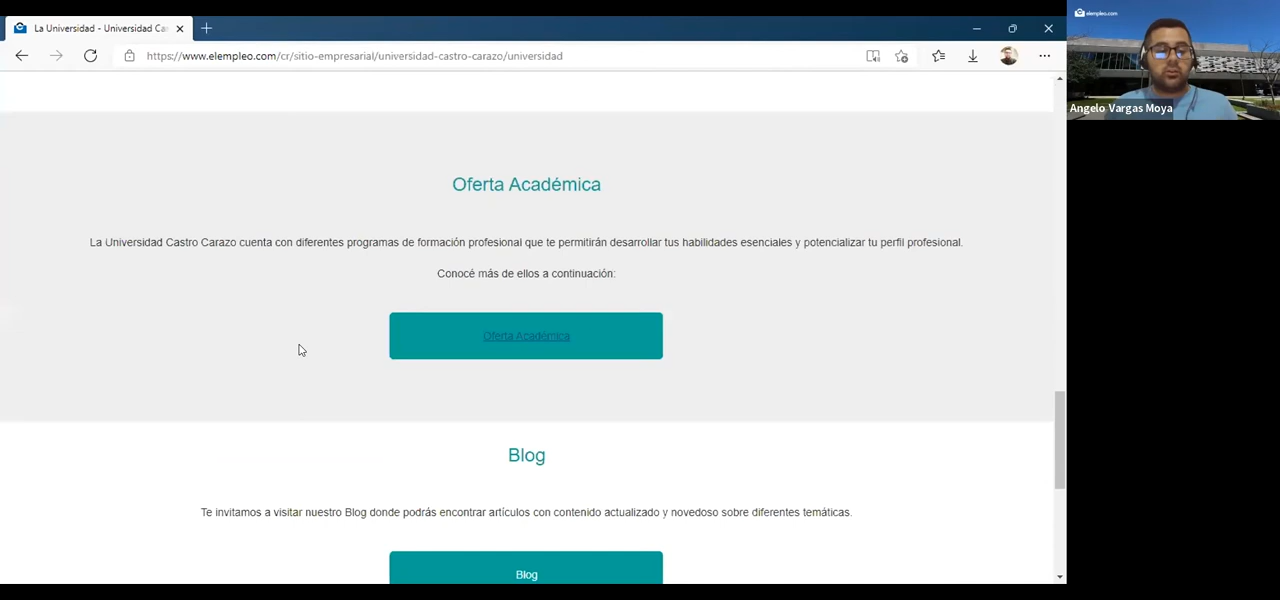 La Universidad - Universidad Cas
https://www.elempleo.com/cr/sitio-empresarial/universidad-castro-carazo/universidad
elempleo.com
Angelo Vargas Moya
Oferta Académica
La Universidad Castro Carazo cuenta con diferentes programas de formación profesional que te permitirán desarrollar tus habilidades esenciales y potencializar tu perfil profesional.
Conocé más de ellos a continuación:
Oferta Académica
Blog
Te invitamos a visitar nuestro Blog donde podrás encontrar artículos con contenido actualizado y novedoso sobre diferentes temáticas.
Blog